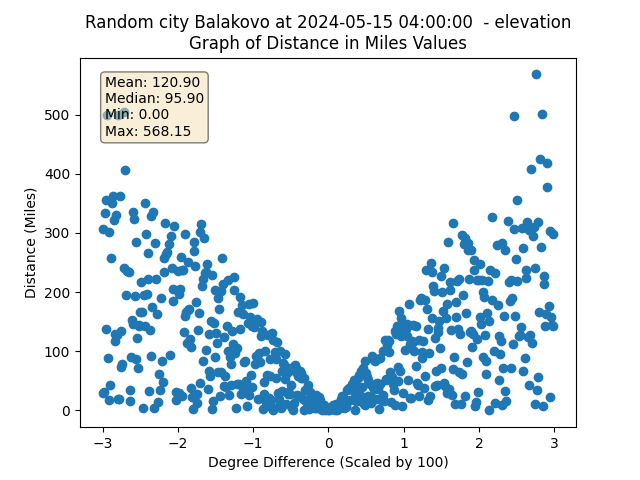 Random city Balakovo at 2024-05-15 04:00:00  - elevation
Graph of Distance in Miles Values
Mean: 120.90
Median: 95.90
Min: 0.00
Max: 568.15
Distance (Miles)
500
400
300
200
100
0
−3 −2 −1 0 1 2 3
Degree Difference (Scaled by 100)